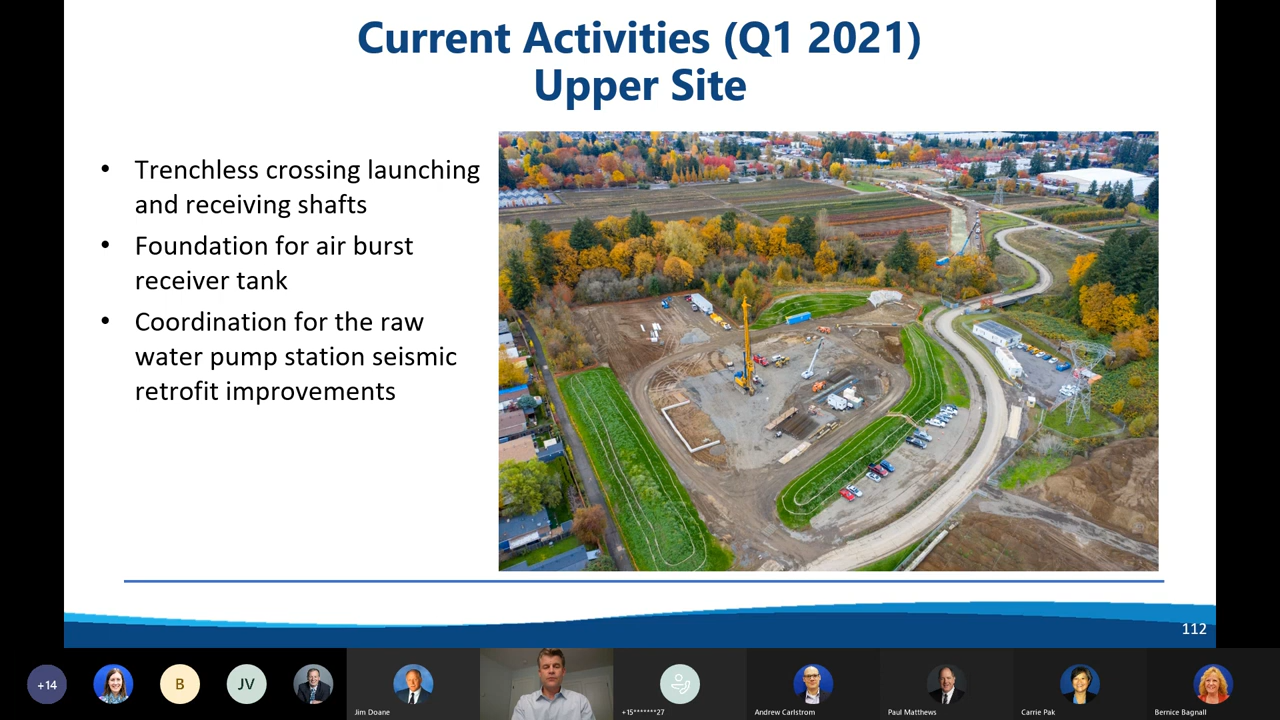 Current Activities (Q1 2021)
Upper Site
• Trenchless crossing launching
and receiving shafts
• Foundation for air burst
receiver tank
• Coordination for the raw
water pump station seismic
retrofit improvements
112
+14
B
JV
Jim Doane
+15*******27
Andrew Carlstrom
Paul Matthews
Carrie Pak
Bernice Bagnall